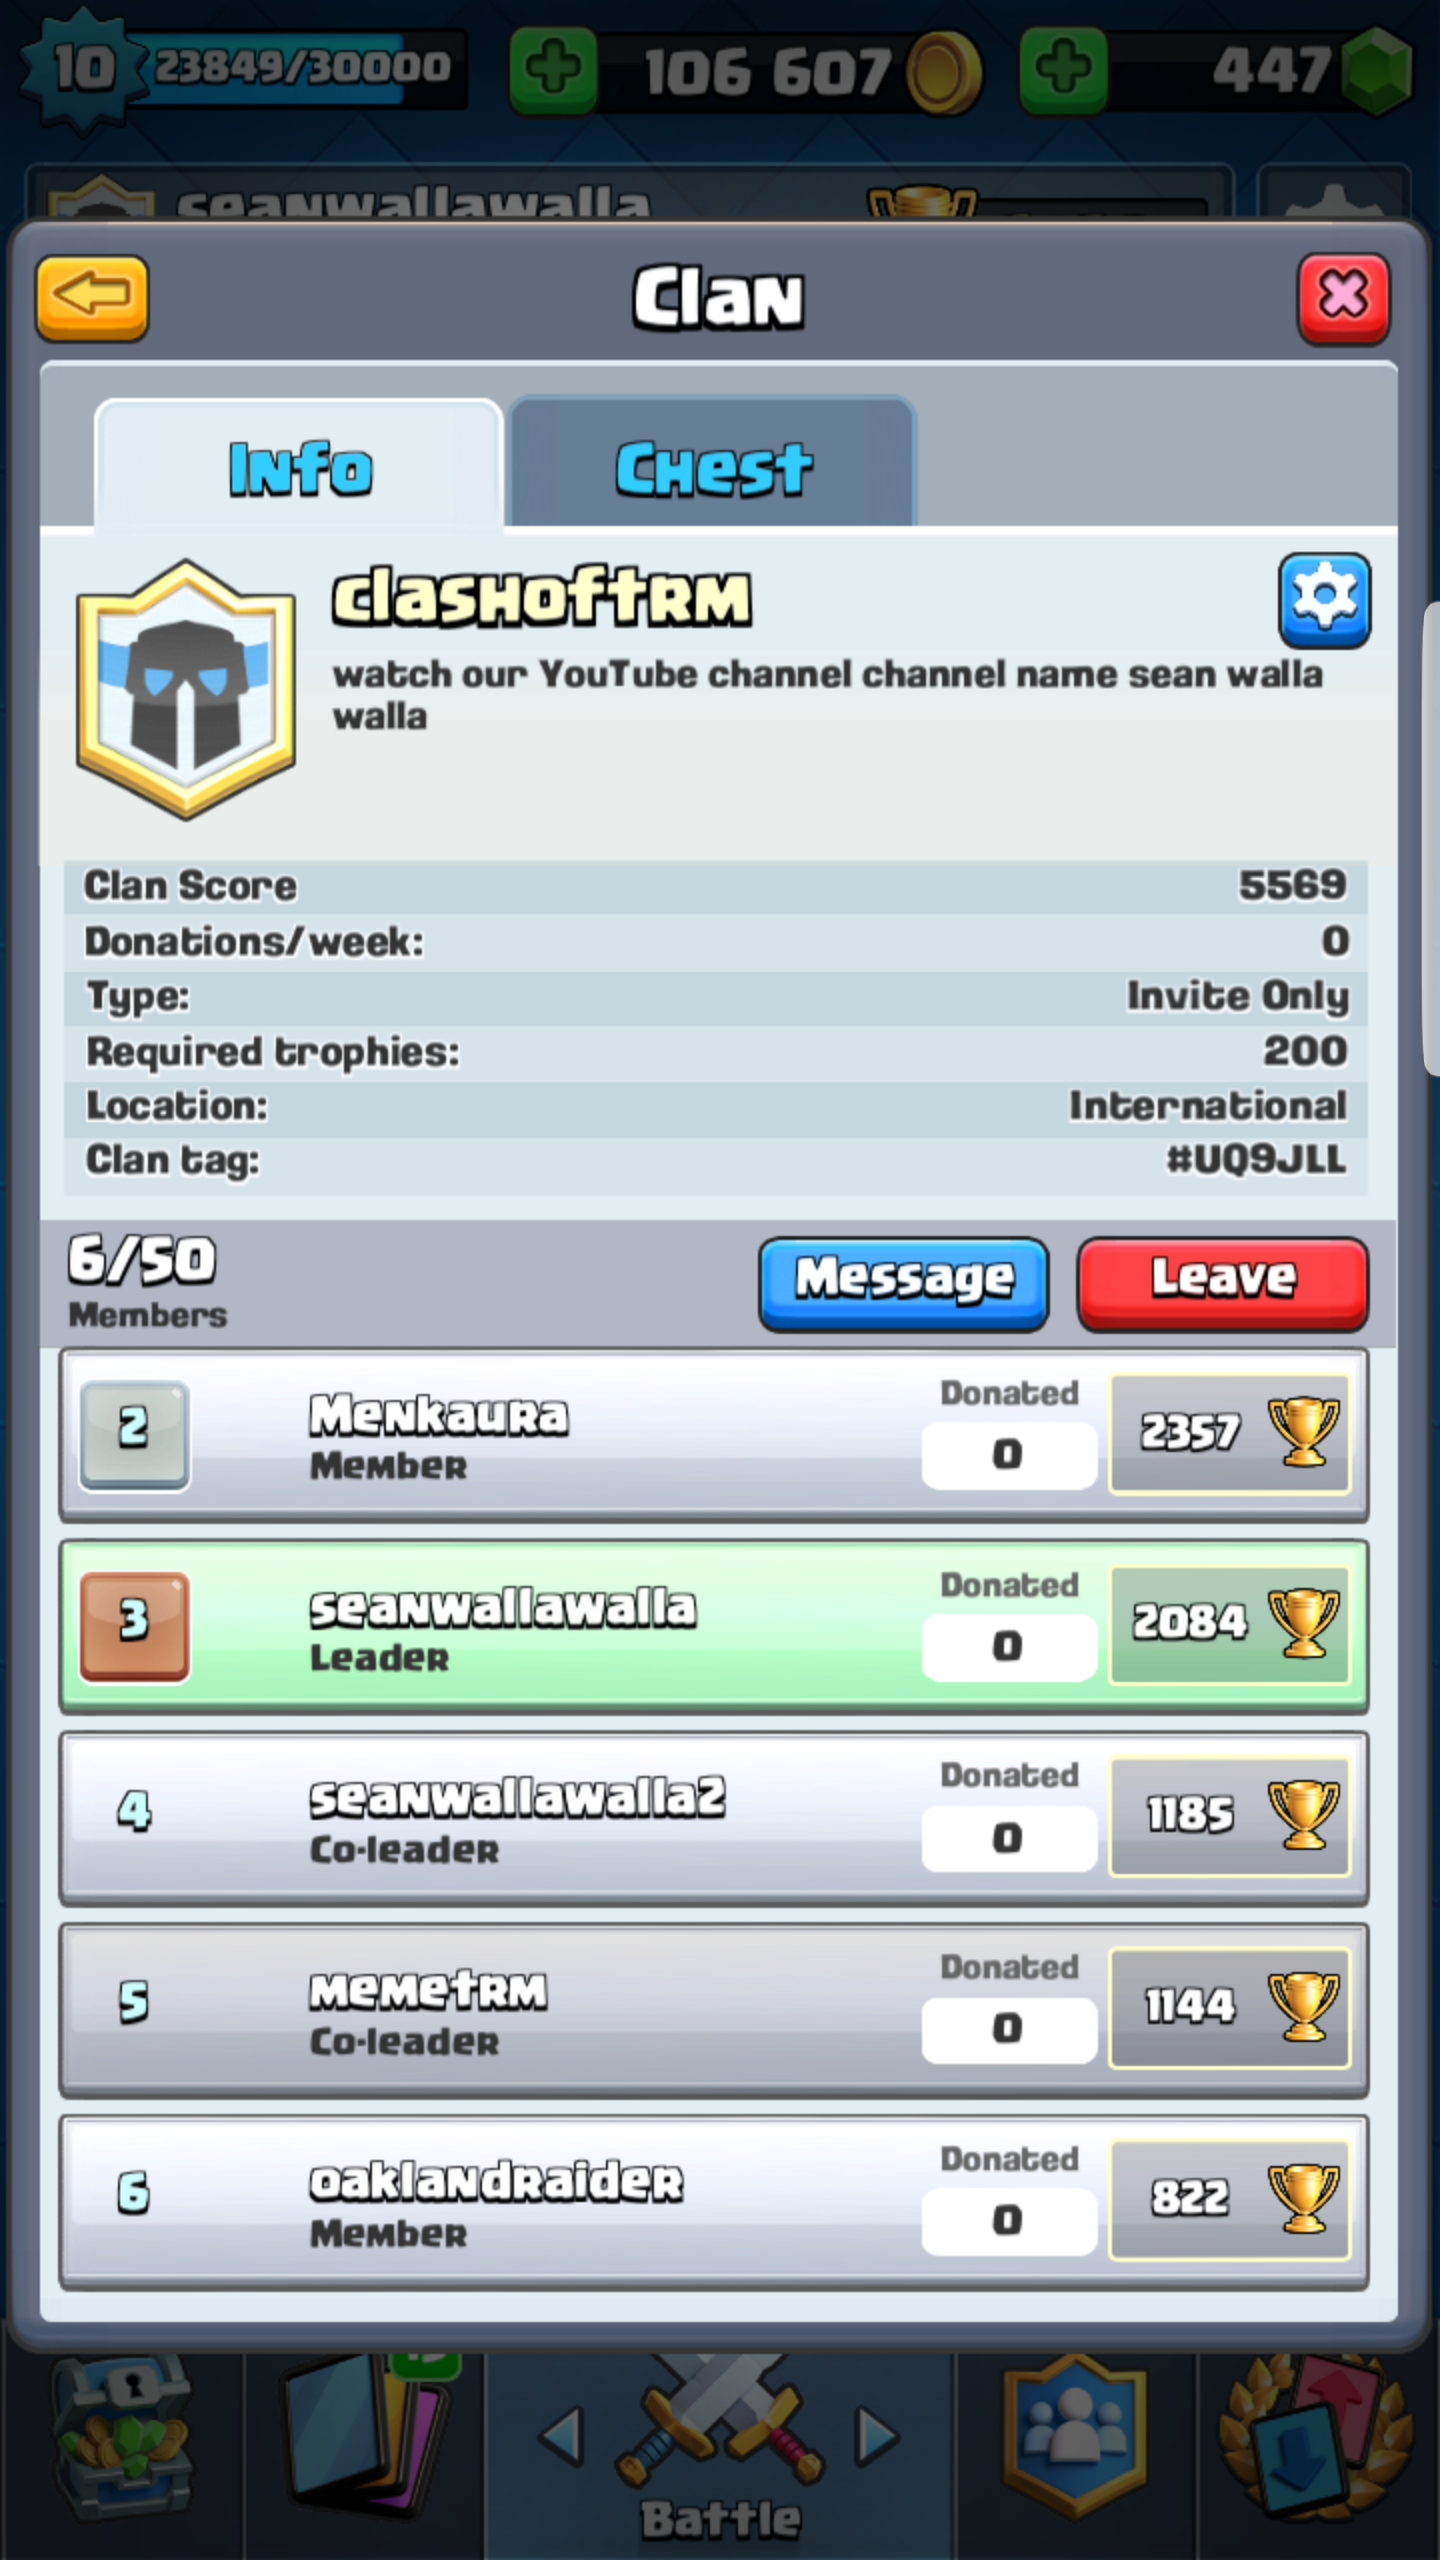 10 23849/30000 106 607 447
seanwallawalla
Clan
Info Chest
clashoftrm
watch our YouTube channel channel name sean walla
walla
Clan Score 5569
Donations/week: 0
Type: Invite Only
Required trophies: 200
Location: International
Clan tag: #UQ9JLL
6/50
Members
Message Leave
2 Menkaura Member Donated 0 2357
3 seanwallawalla Leader Donated 0 2084
4 seanwallawalla2 Co-leader Donated 0 1185
5 memetrm Co-leader Donated 0 1144
6 oaklandraider Member Donated 0 822
Battle